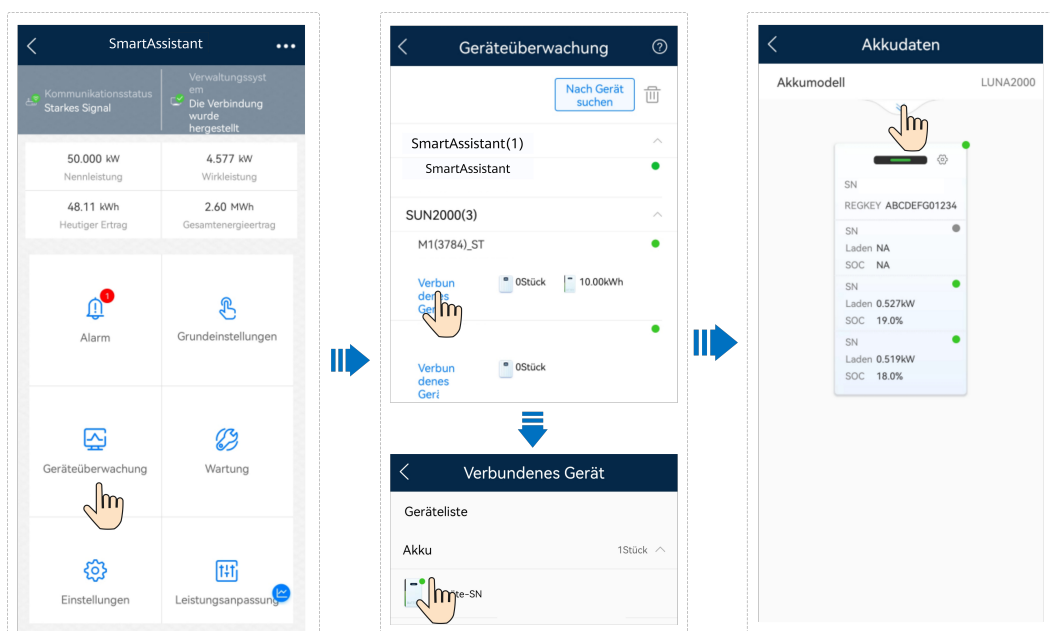 SmartAssistant
Kommunikationsstatus
Starkes Signal
Verwaltungssyst
em
Die Verbindung
wurde
hergestellt
50.000 kW
Nennleistung
4.577 kW
Wirkleistung
48.11 kWh
Heutiger Ertrag
2.60 MWh
Gesamtenergieertrag
1
Alarm
Grundeinstellungen
Geräteüberwachung
Wartung
Einstellungen
Leistungsanpassung
Geräteüberwachung
Nach Gerät
suchen
SmartAssistant(1)
SmartAssistant
SUN2000(3)
M1(3784)_ST
Verbun
denes
0Stück
10.00kWh
Verbun
denes
Gerä
0Stück
Verbundenes Gerät
Geräteliste
Akku
1Stück
te-SN
Akkudaten
Akkumodell
LUNA2000
SN
REGKEY ABCDEFG01234
SN
Laden NA
SOC NA
SN
Laden 0.527kW
SOC 19.0%
SN
Laden 0.519kW
SOC 18.0%